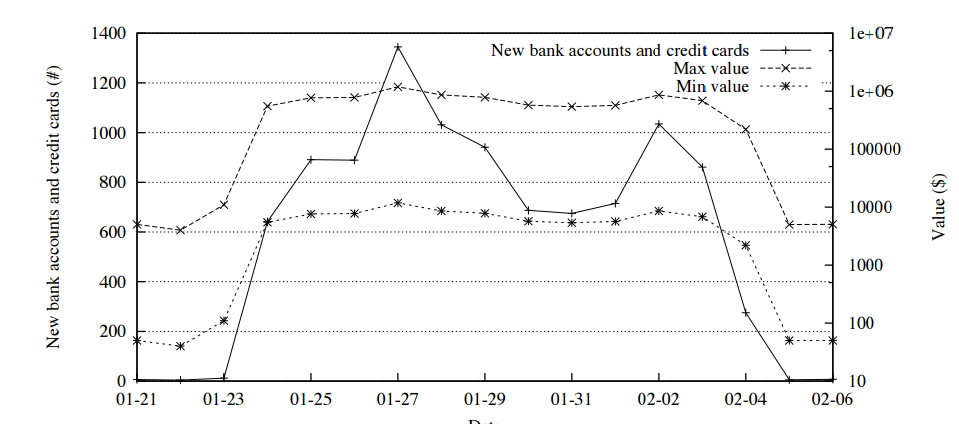 New bank accounts and credit cards
Max value
Min value
New bank accounts and credit cards (#)
1400
1200
1000
800
600
400
200
0
1e+07
1e+06
100000
10000
1000
100
10
Value ($)
01-21 01-23 01-25 01-27 01-29 01-31 02-02 02-04 02-06